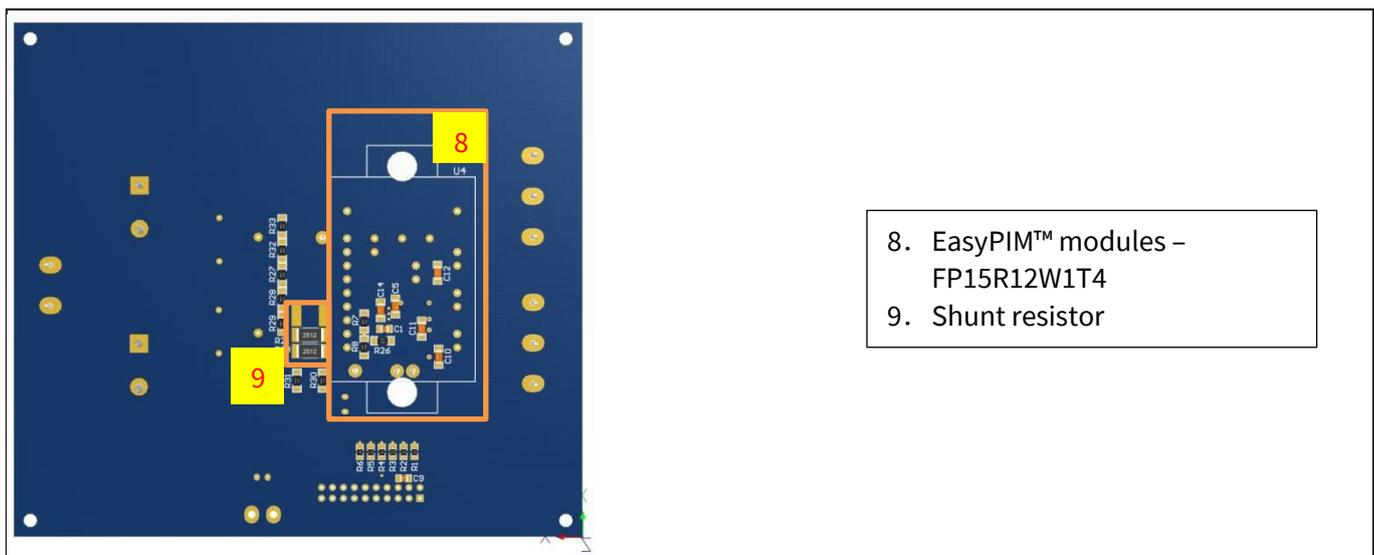 8
U4
R33
R32
R27
R28
R29
C12
C14
C5
R7
C1
C11
R8
R26
C10
2512
2512
9
R31
R30
R6
R5
R4
R3
R2
R1
C9
X
Z
8. EasyPIM™ modules –
FP15R12W1T4
9. Shunt resistor